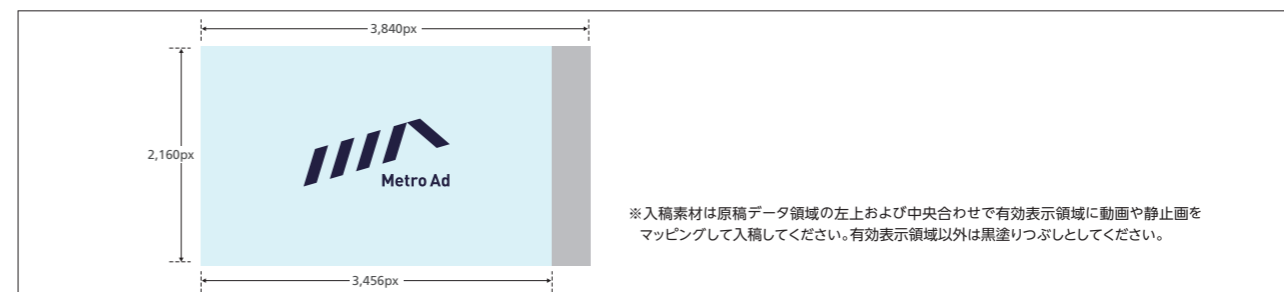 3,840px
2,160px
Metro Ad
※入稿素材は原稿データ領域の左上および中央合わせで有効表示領域に動画や静止画を
マッピングして入稿してください。有効表示領域以外は黒塗りつぶしとしてください。
3,456px